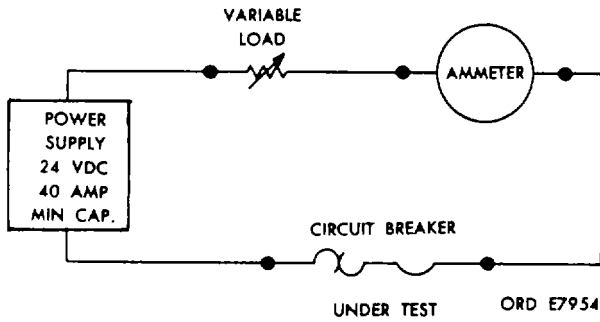 VARIABLE
LOAD
AMMETER
POWER
SUPPLY
24 VDC
40 AMP
MIN CAP.
CIRCUIT BREAKER
UNDER TEST
ORD E7954